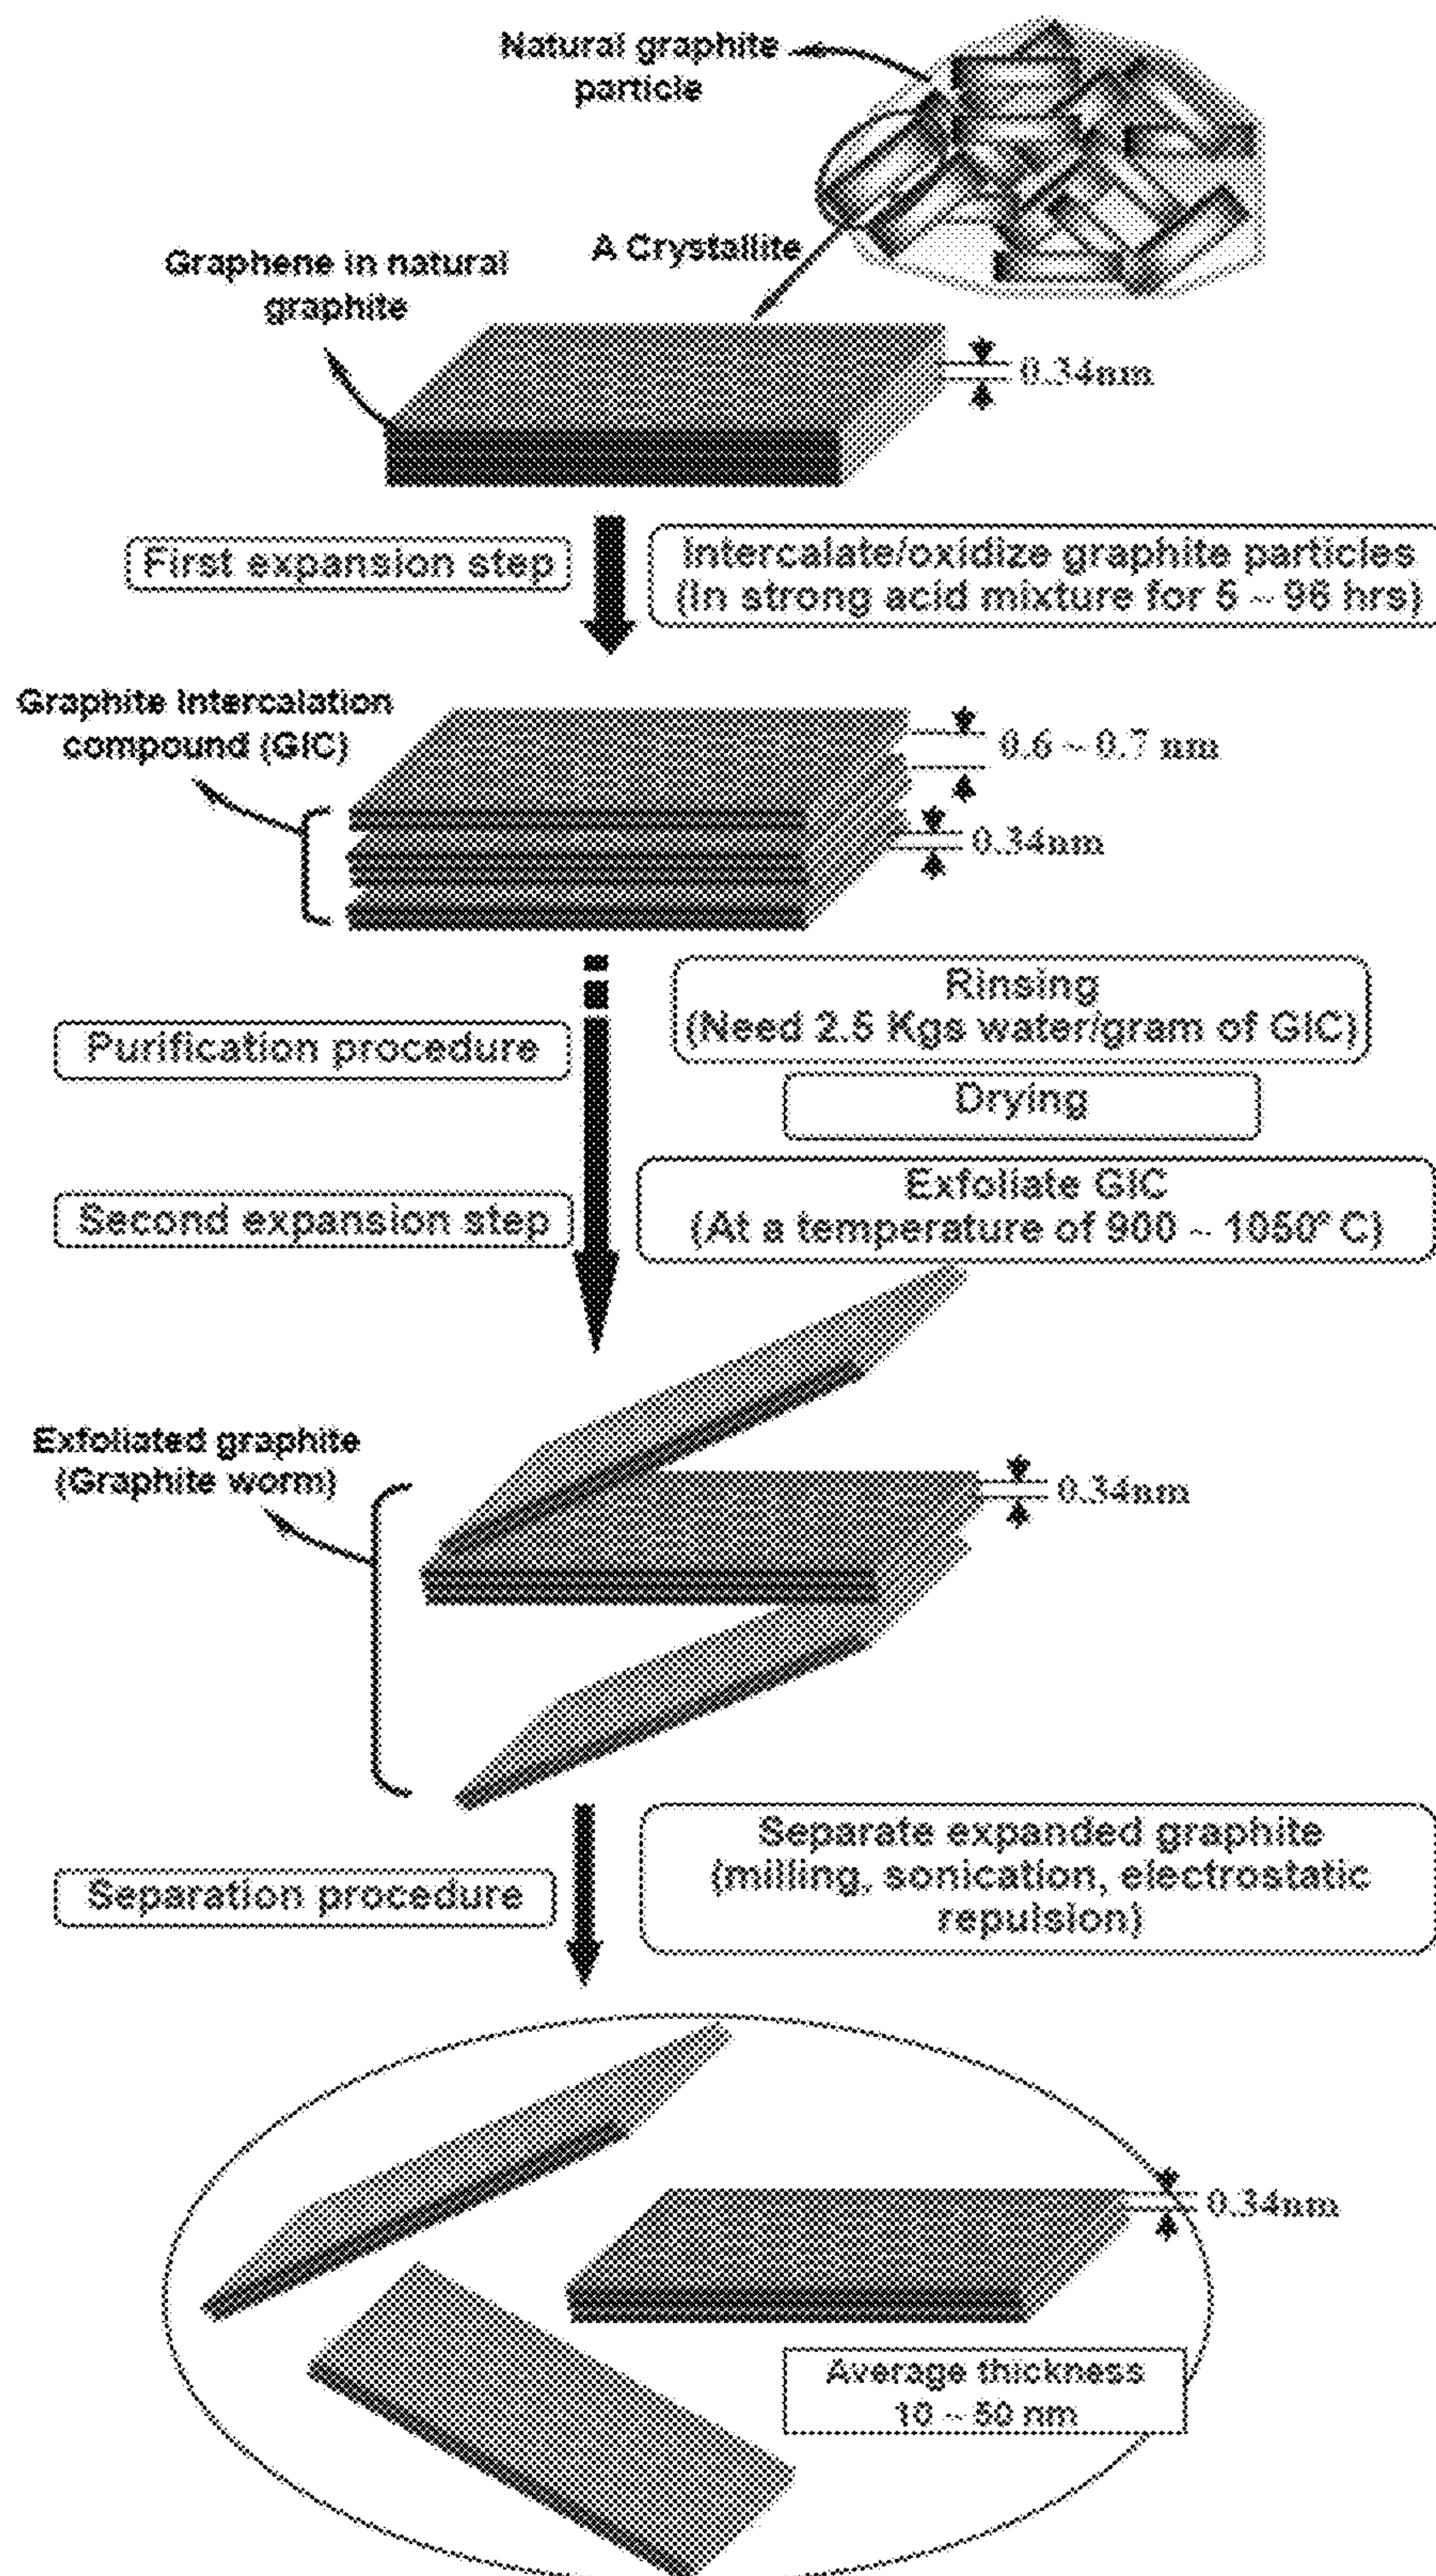 Natural graphite
particle
A Crystallite
Graphene in natural
graphite
0.34nm
First expansion step
Intercalate/oxidize graphite particles
(In strong acid mixture for 5 ~ 96 hrs)
Graphite Intercalation
compound (GIC)
0.6 ~ 0.7 nm
0.34nm
Purification procedure
Rinsing
(Need 2.5 Kgs water/gram of GIC)
Drying
Second expansion step
Exfoliate GIC
(At a temperature of 900 ~ 1050° C)
Exfoliated graphite
(Graphite worm)
0.34nm
Separation procedure
Separate expanded graphite
(milling, sonication, electrostatic
repulsion)
0.34nm
Average thickness
10 ~ 50 nm